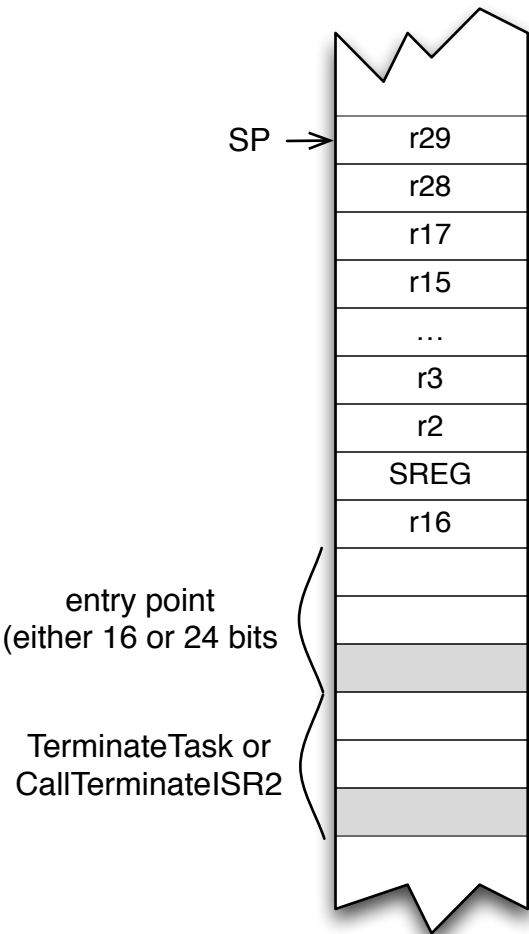 SP
r29
r28
r17
r15
...
r3
r2
SREG
r16
entry point
(either 16 or 24 bits
TerminateTask or
CallTerminateISR2